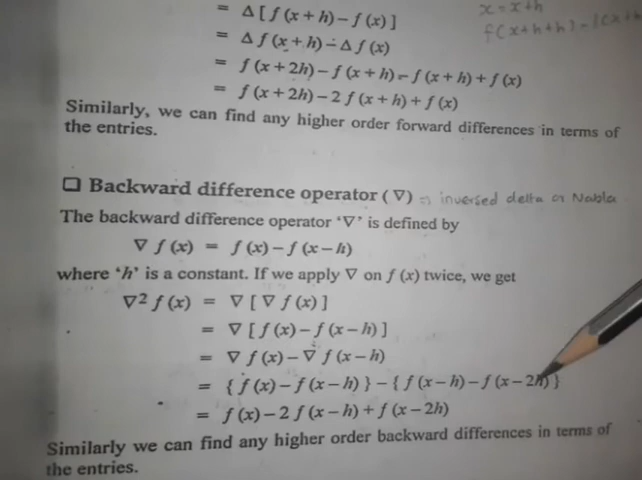 = Δ [ f (x + h) – f (x) ]
x = x+h
= Δ f (x + h) – Δ f (x)
f(x+h+h) –
= f (x + 2h) – f (x + h) – f (x + h) + f (x)
= f (x + 2h) – 2 f (x + h) + f (x)
Similarly, we can find any higher order forward differences in terms of
the entries.
❑ Backward difference operator ( ∇ ) ⇒ inversed delta or Nabla
The backward difference operator ‘∇’ is defined by
∇ f (x) = f (x) – f (x – h)
where ‘h’ is a constant. If we apply ∇ on f (x) twice, we get
∇² f (x) = ∇ [ ∇ f (x) ]
= ∇ [ f (x) – f (x – h) ]
= ∇ f (x) – ∇ f (x – h)
= { f (x) – f (x – h) } – { f (x – h) – f (x – 2h) }
= f (x) – 2 f (x – h) + f (x – 2h)
Similarly we can find any higher order backward differences in terms of
the entries.